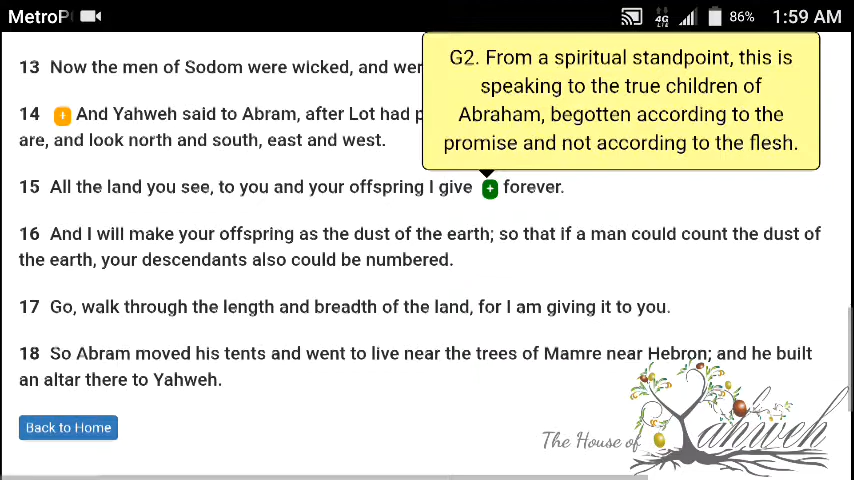 MetroP
4G
LTE
86%
1:59 AM
G2. From a spiritual standpoint, this is
speaking to the true children of
Abraham, begotten according to the
promise and not according to the flesh.
13 Now the men of Sodom were wicked, and wer
14 + And Yahweh said to Abram, after Lot had p
are, and look north and south, east and west.
15 All the land you see, to you and your offspring I give + forever.
16 And I will make your offspring as the dust of the earth; so that if a man could count the dust of
the earth, your descendants also could be numbered.
17 Go, walk through the length and breadth of the land, for I am giving it to you.
18 So Abram moved his tents and went to live near the trees of Mamre near Hebron; and he built
an altar there to Yahweh.
Back to Home
The House of Yahweh